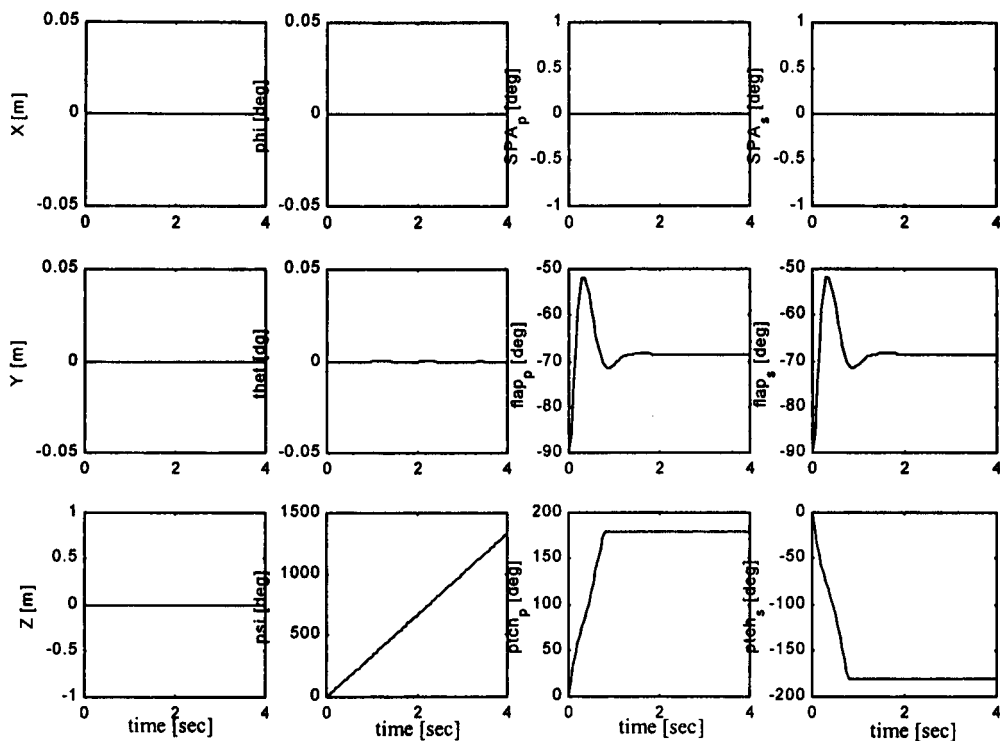 0.05 0.05 1 1
0.5 0.5
X [m] 0 phi [deg] 0 SPAp [deg] 0 SPAs [deg] 0
-0.5 -0.5
-0.05 -0.05 -1 -1
0 2 4 0 2 4 0 2 4 0 2 4
0.05 0.05 -50 -50
-60 -60
Y [m] 0 thet [dg] 0 flapp [deg] -70 flaps [deg] -70
-80 -80
-0.05 -0.05 -90 -90
0 2 4 0 2 4 0 2 4 0 2 4
1 1500 200 0
0.5 1000 150 -50
Z [m] 0 psi [deg] ptchp [deg] 100 ptchs [deg] -100
-0.5 500 50 -150
-1 0 0 -200
0 2 4 0 2 4 0 2 4 0 2 4
time [sec] time [sec] time [sec] time [sec]